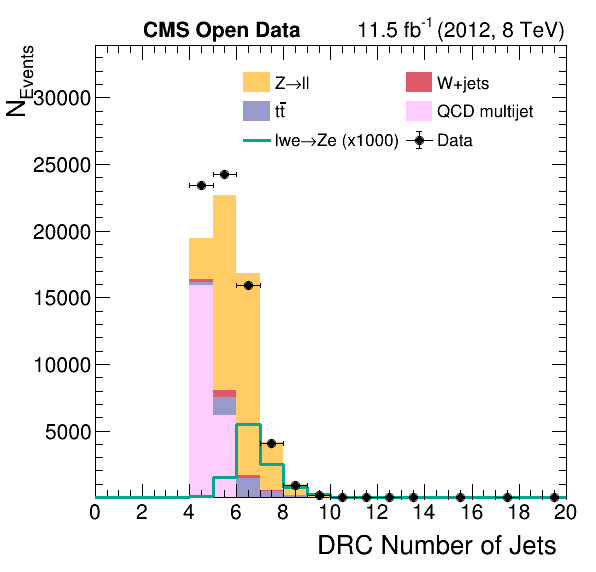 CMS Open Data 11.5 fb⁻¹ (2012, 8 TeV)
N_Events
Z→ll W+jets
tt̄ QCD multijet
lwe→Ze (x1000) Data
30000
25000
20000
15000
10000
5000
0 2 4 6 8 10 12 14 16 18 20
DRC Number of Jets